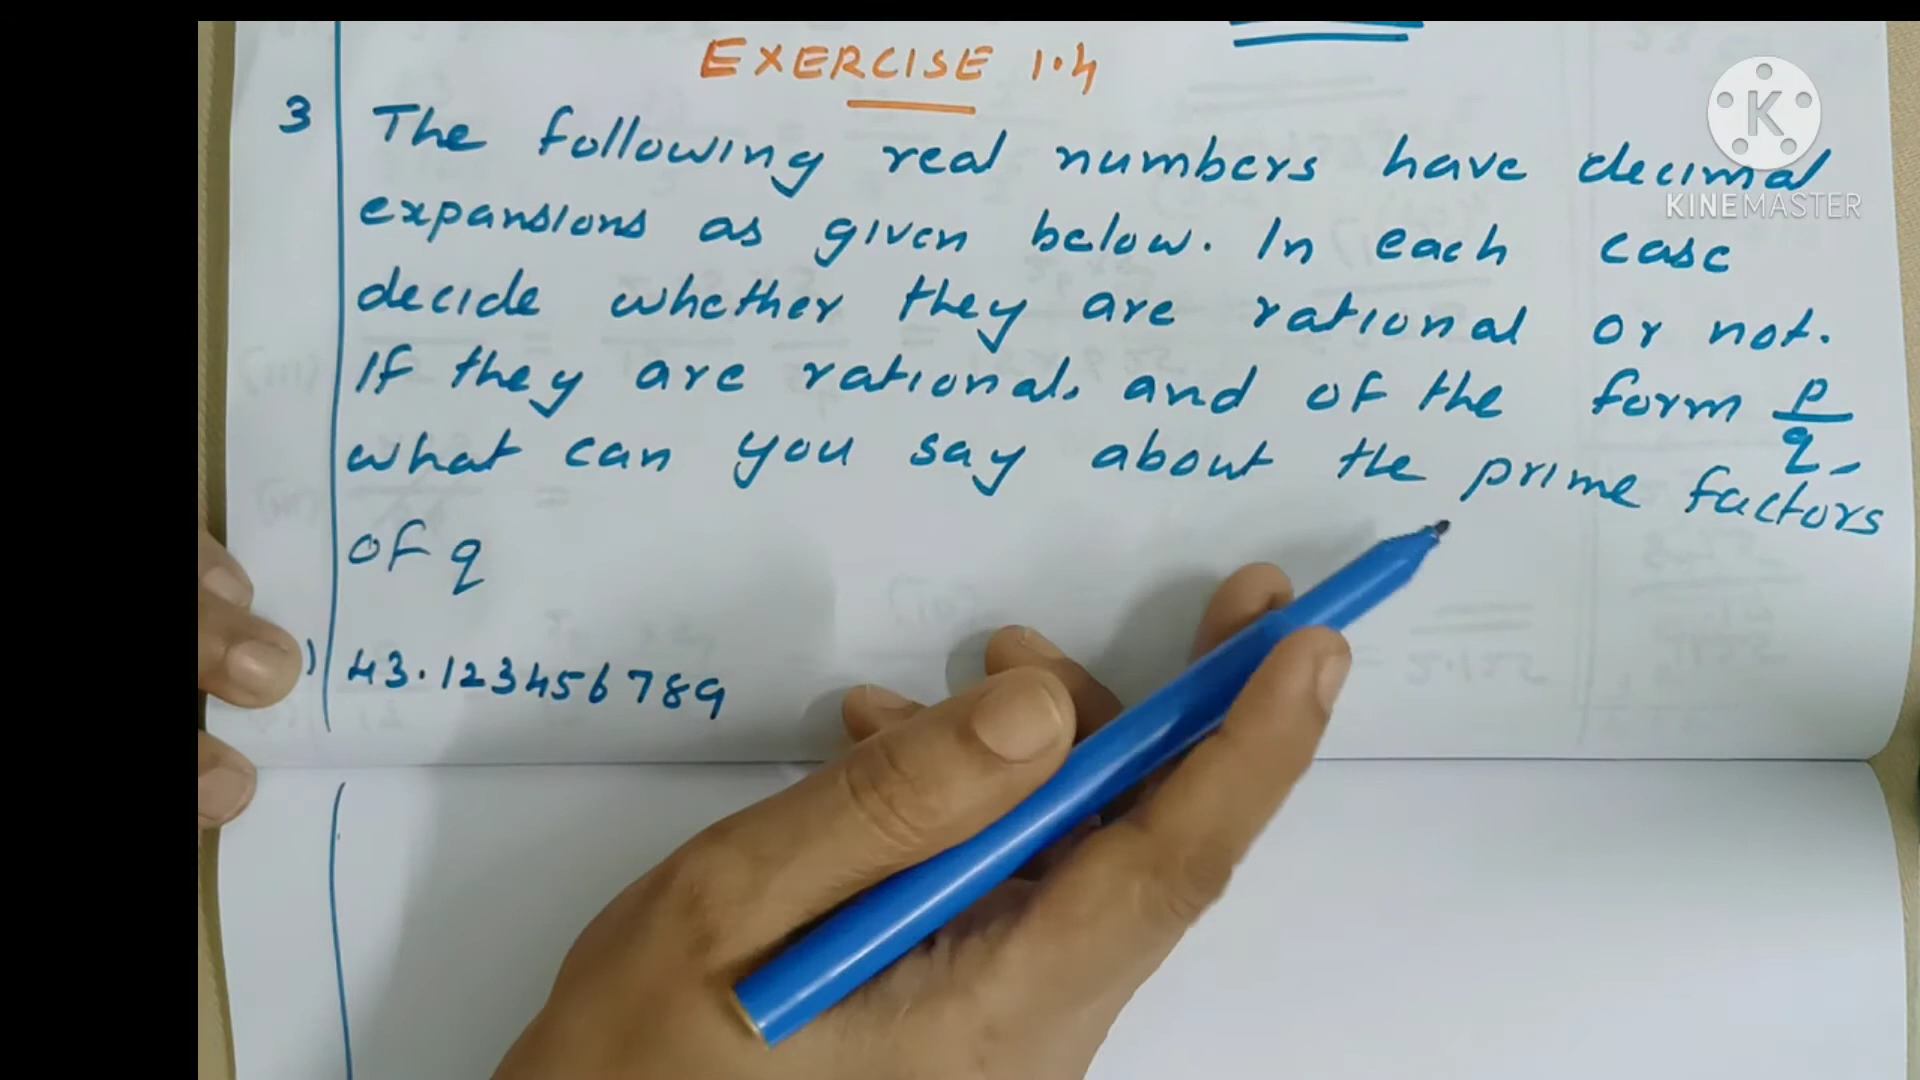 EXERCISE 1.4
3 The following real numbers have decimal
expansions as given below. In each case
decide whether they are rational or not.
If they are rational, and of the form p/q,
what can you say about the prime factors
of q
) 43.123456789
K
KINEMASTER